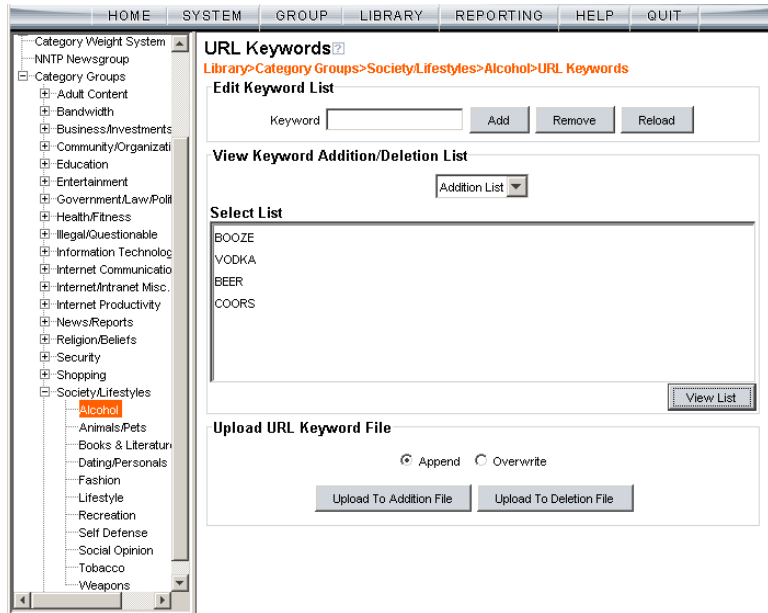 HOME SYSTEM GROUP LIBRARY REPORTING HELP QUIT
Category Weight System
NNTP Newsgroup
Category Groups
Adult Content
Bandwidth
Business/Investments
Community/Organizati
Education
Entertainment
Government/Law/Polit
Health/Fitness
Illegal/Questionable
Information Technolog
Internet Communicatio
Internet/Intranet Misc.
Internet Productivity
News/Reports
Religion/Beliefs
Security
Shopping
Society/Lifestyles
Alcohol
Animals/Pets
Books & Literature
Dating/Personals
Fashion
Lifestyle
Recreation
Self Defense
Social Opinion
Tobacco
Weapons
URL Keywords ?
Library>Category Groups>Society/Lifestyles>Alcohol>URL Keywords
Edit Keyword List
Keyword Add Remove Reload
View Keyword Addition/Deletion List
Addition List
Select List
BOOZE
VODKA
BEER
COORS
View List
Upload URL Keyword File
Append Overwrite
Upload To Addition File Upload To Deletion File